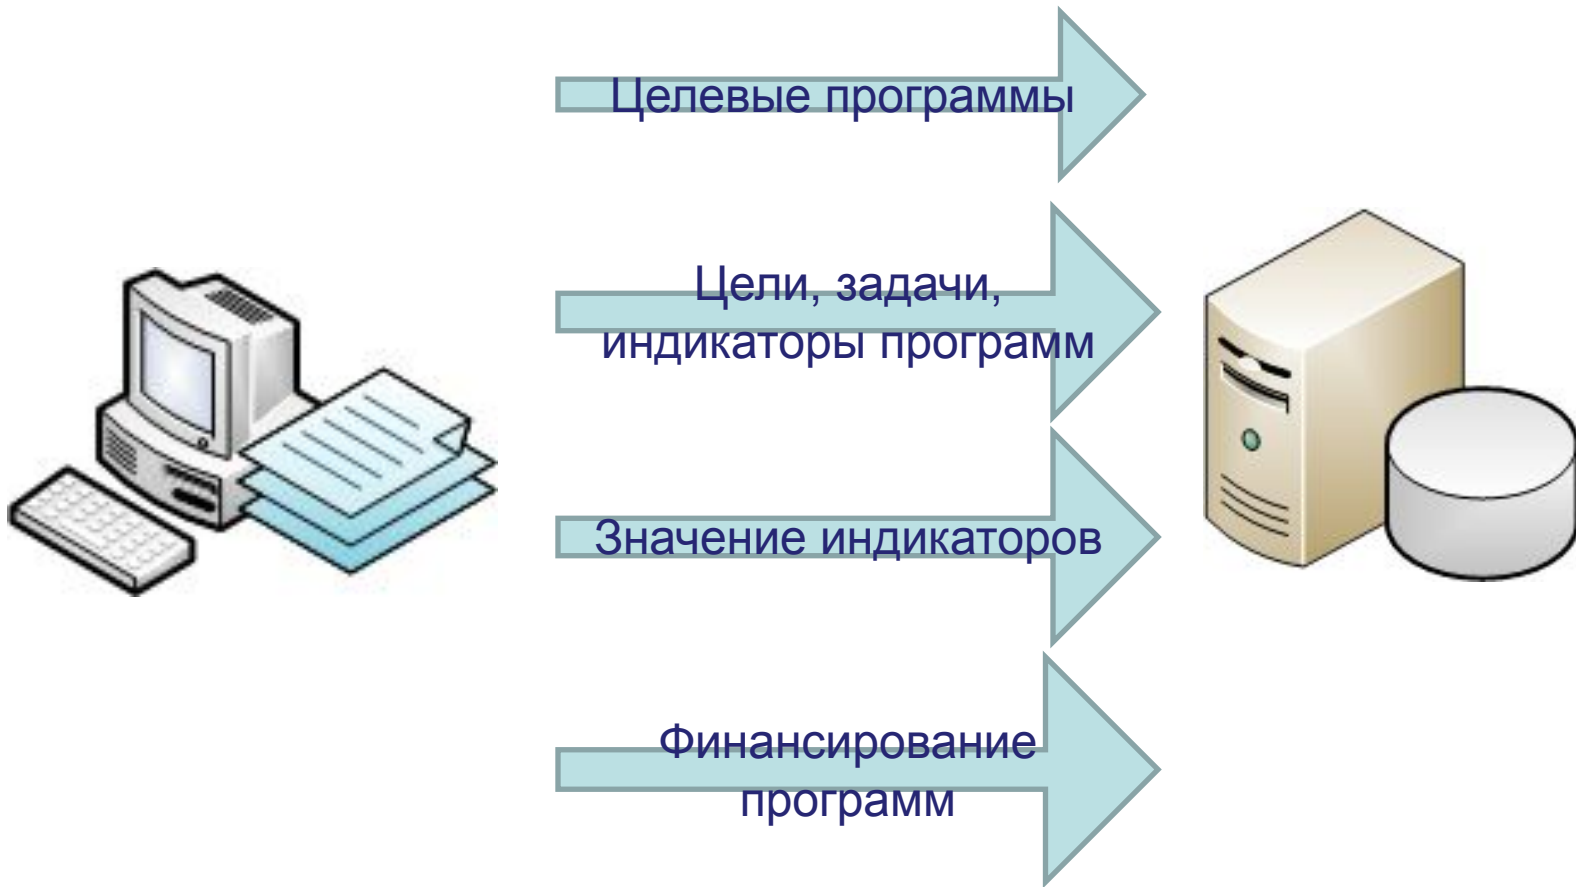 Целевые программы
Цели, задачи,
индикаторы программ
Значение индикаторов
Финансирование
программ